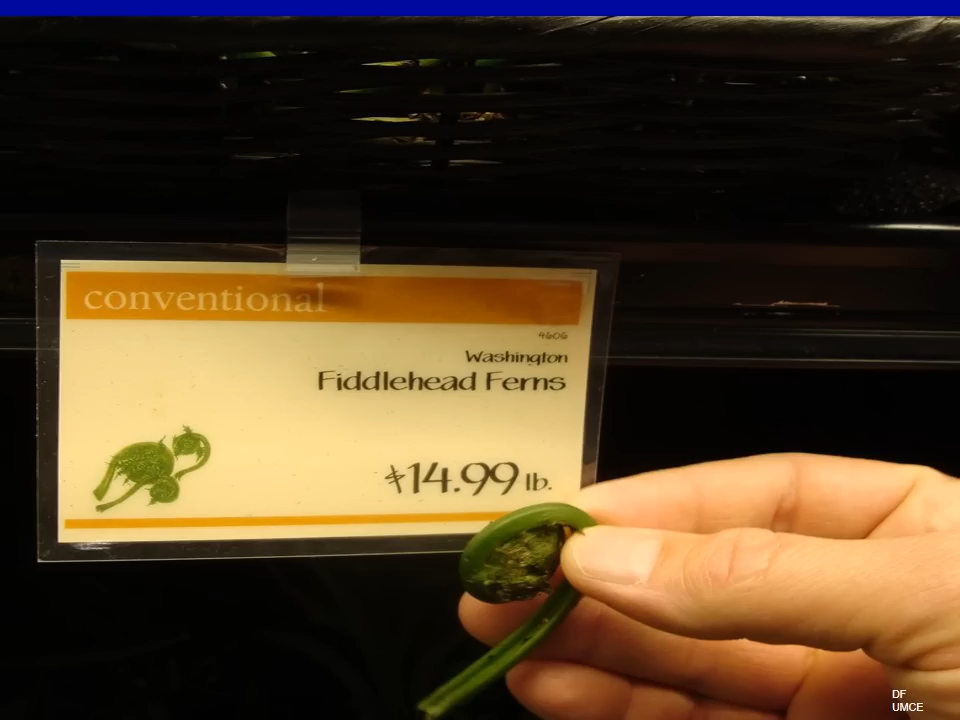 conventional
4606
Washington
Fiddlehead Ferns
$14.99 lb.
DF
UMCE